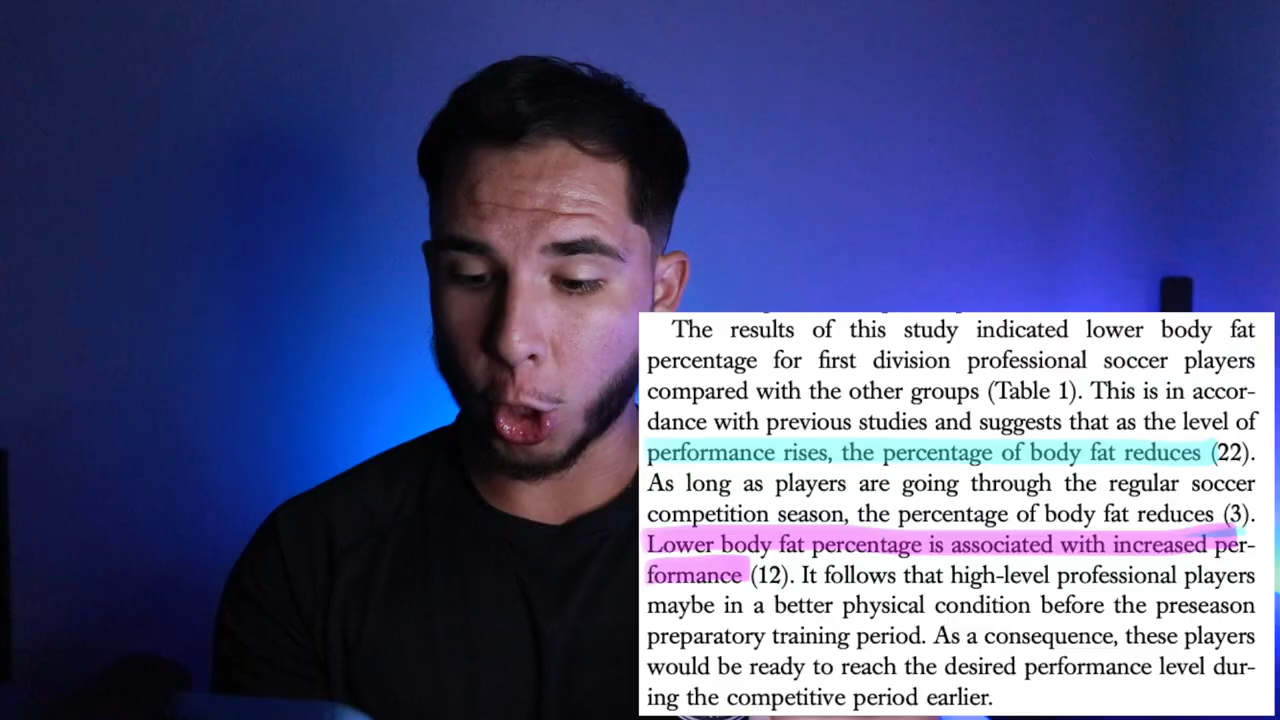 The results of this study indicated lower body fat
percentage for first division professional soccer players
compared with the other groups (Table 1). This is in accor-
dance with previous studies and suggests that as the level of
performance rises, the percentage of body fat reduces (22).
As long as players are going through the regular soccer
competition season, the percentage of body fat reduces (3).
Lower body fat percentage is associated with increased per-
formance (12). It follows that high-level professional players
maybe in a better physical condition before the preseason
preparatory training period. As a consequence, these players
would be ready to reach the desired performance level dur-
ing the competitive period earlier.